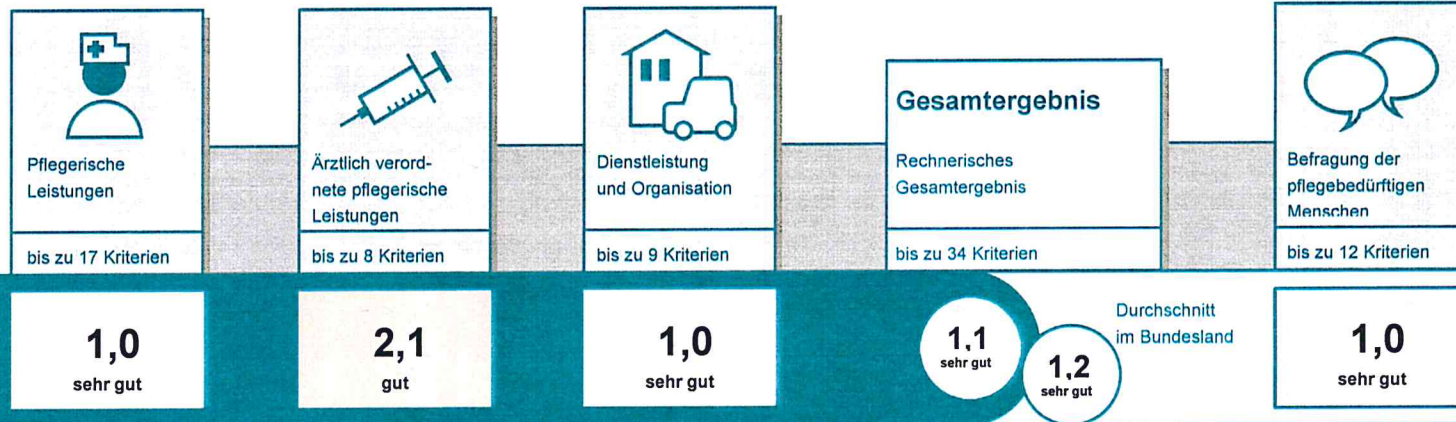 Pflegerische
Leistungen
bis zu 17 Kriterien
1,0
sehr gut
Ärztlich verord-
nete pflegerische
Leistungen
bis zu 8 Kriterien
2,1
gut
Dienstleistung
und Organisation
bis zu 9 Kriterien
1,0
sehr gut
Gesamtergebnis
Rechnerisches
Gesamtergebnis
bis zu 34 Kriterien
1,1
sehr gut
Durchschnitt
im Bundesland
1,2
sehr gut
Befragung der
pflegebedürftigen
Menschen
bis zu 12 Kriterien
1,0
sehr gut